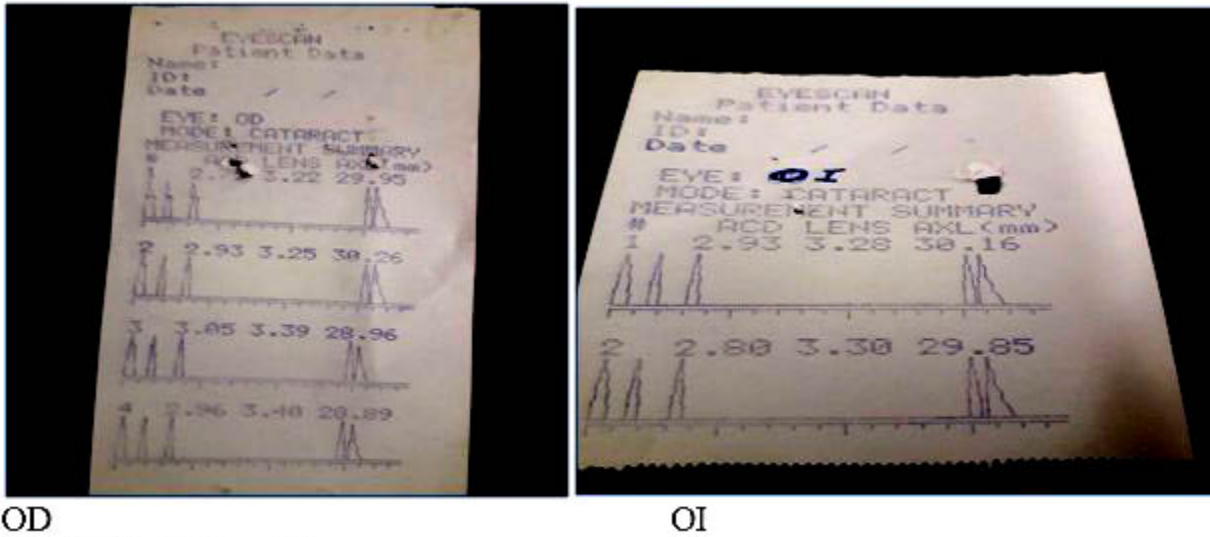 EYESCAN
Patient Data
Name:
ID:
Date / /
EYE: OD
MODE: CATARACT
MEASUREMENT SUMMARY
# ACD LENS AXL(mm)
1 3.22 29.95
2 2.93 3.25 30.26
3 3.05 3.39 28.96
4 2.96 3.40 28.89
OD
EYESCAN
Patient Data
Name:
ID:
Date / /
EYE: OI
MODE: CATARACT
MEASUREMENT SUMMARY
# ACD LENS AXL(mm)
1 2.93 3.28 30.16
2 2.80 3.30 29.85
OI